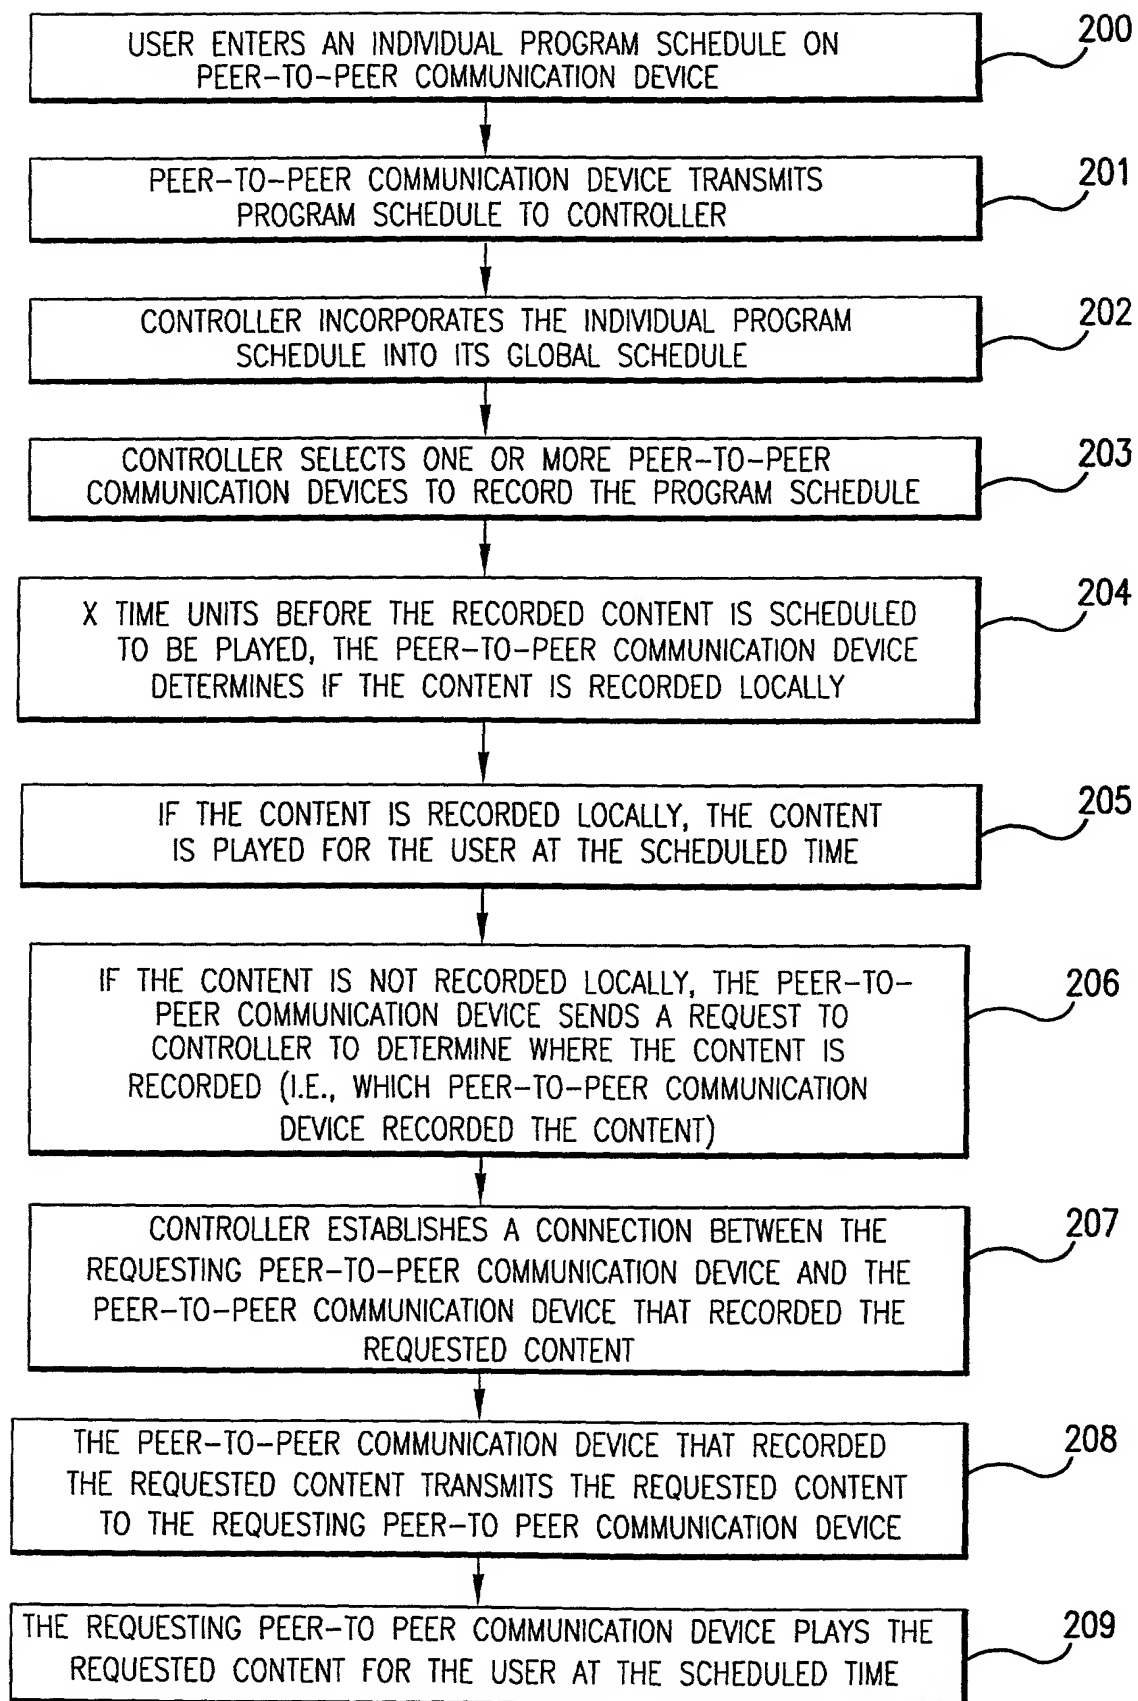 USER ENTERS AN INDIVIDUAL PROGRAM SCHEDULE ON
PEER-TO-PEER COMMUNICATION DEVICE
200
PEER-TO-PEER COMMUNICATION DEVICE TRANSMITS
PROGRAM SCHEDULE TO CONTROLLER
201
CONTROLLER INCORPORATES THE INDIVIDUAL PROGRAM
SCHEDULE INTO ITS GLOBAL SCHEDULE
202
CONTROLLER SELECTS ONE OR MORE PEER-TO-PEER
COMMUNICATION DEVICES TO RECORD THE PROGRAM SCHEDULE
203
X TIME UNITS BEFORE THE RECORDED CONTENT IS SCHEDULED
TO BE PLAYED, THE PEER-TO-PEER COMMUNICATION DEVICE
DETERMINES IF THE CONTENT IS RECORDED LOCALLY
204
IF THE CONTENT IS RECORDED LOCALLY, THE CONTENT
IS PLAYED FOR THE USER AT THE SCHEDULED TIME
205
IF THE CONTENT IS NOT RECORDED LOCALLY, THE PEER-TO-
PEER COMMUNICATION DEVICE SENDS A REQUEST TO
CONTROLLER TO DETERMINE WHERE THE CONTENT IS
RECORDED (I.E., WHICH PEER-TO-PEER COMMUNICATION
DEVICE RECORDED THE CONTENT)
206
CONTROLLER ESTABLISHES A CONNECTION BETWEEN THE
REQUESTING PEER-TO-PEER COMMUNICATION DEVICE AND THE
PEER-TO-PEER COMMUNICATION DEVICE THAT RECORDED THE
REQUESTED CONTENT
207
THE PEER-TO-PEER COMMUNICATION DEVICE THAT RECORDED
THE REQUESTED CONTENT TRANSMITS THE REQUESTED CONTENT
TO THE REQUESTING PEER-TO PEER COMMUNICATION DEVICE
208
THE REQUESTING PEER-TO PEER COMMUNICATION DEVICE PLAYS THE
REQUESTED CONTENT FOR THE USER AT THE SCHEDULED TIME
209